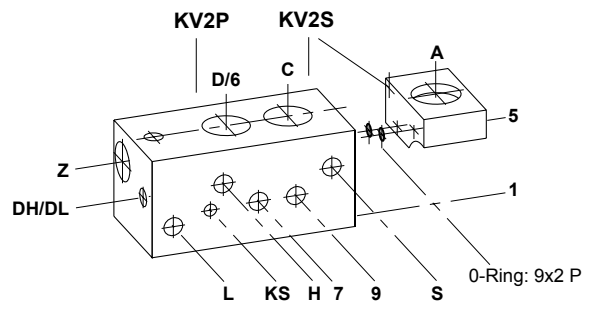 KV2P KV2S
D/6 C A
5
Z
DH/DL
1
0-Ring: 9x2 P
L KS H 7 9 S